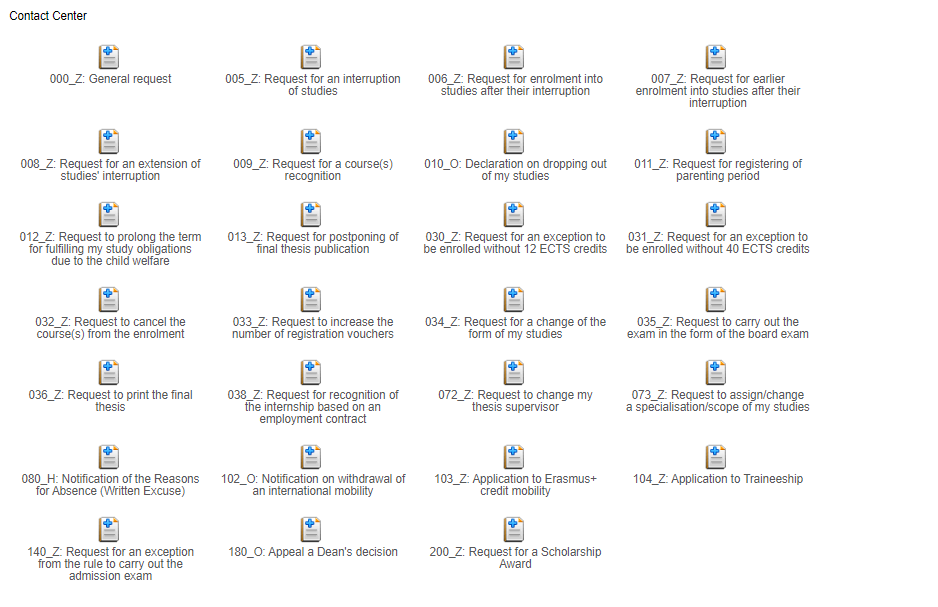 Contact Center
000_Z: General request
005_Z: Request for an interruption
of studies
006_Z: Request for enrolment into
studies after their interruption
007_Z: Request for earlier
enrolment into studies after their
interruption
008_Z: Request for an extension of
studies' interruption
009_Z: Request for a course(s)
recognition
010_O: Declaration on dropping out
of my studies
011_Z: Request for registering of
parenting period
012_Z: Request to prolong the term
for fulfilling my study obligations
due to the child welfare
013_Z: Request for postponing of
final thesis publication
030_Z: Request for an exception to
be enrolled without 12 ECTS credits
031_Z: Request for an exception to
be enrolled without 40 ECTS credits
032_Z: Request to cancel the
course(s) from the enrolment
033_Z: Request to increase the
number of registration vouchers
034_Z: Request for a change of the
form of my studies
035_Z: Request to carry out the
exam in the form of the board exam
036_Z: Request to print the final
thesis
038_Z: Request for recognition of
the internship based on an
employment contract
072_Z: Request to change my
thesis supervisor
073_Z: Request to assign/change
a specialisation/scope of my studies
080_H: Notification of the Reasons
for Absence (Written Excuse)
102_O: Notification on withdrawal of
an international mobility
103_Z: Application to Erasmus+
credit mobility
104_Z: Application to Traineeship
140_Z: Request for an exception
from the rule to carry out the
admission exam
180_O: Appeal a Dean's decision
200_Z: Request for a Scholarship
Award